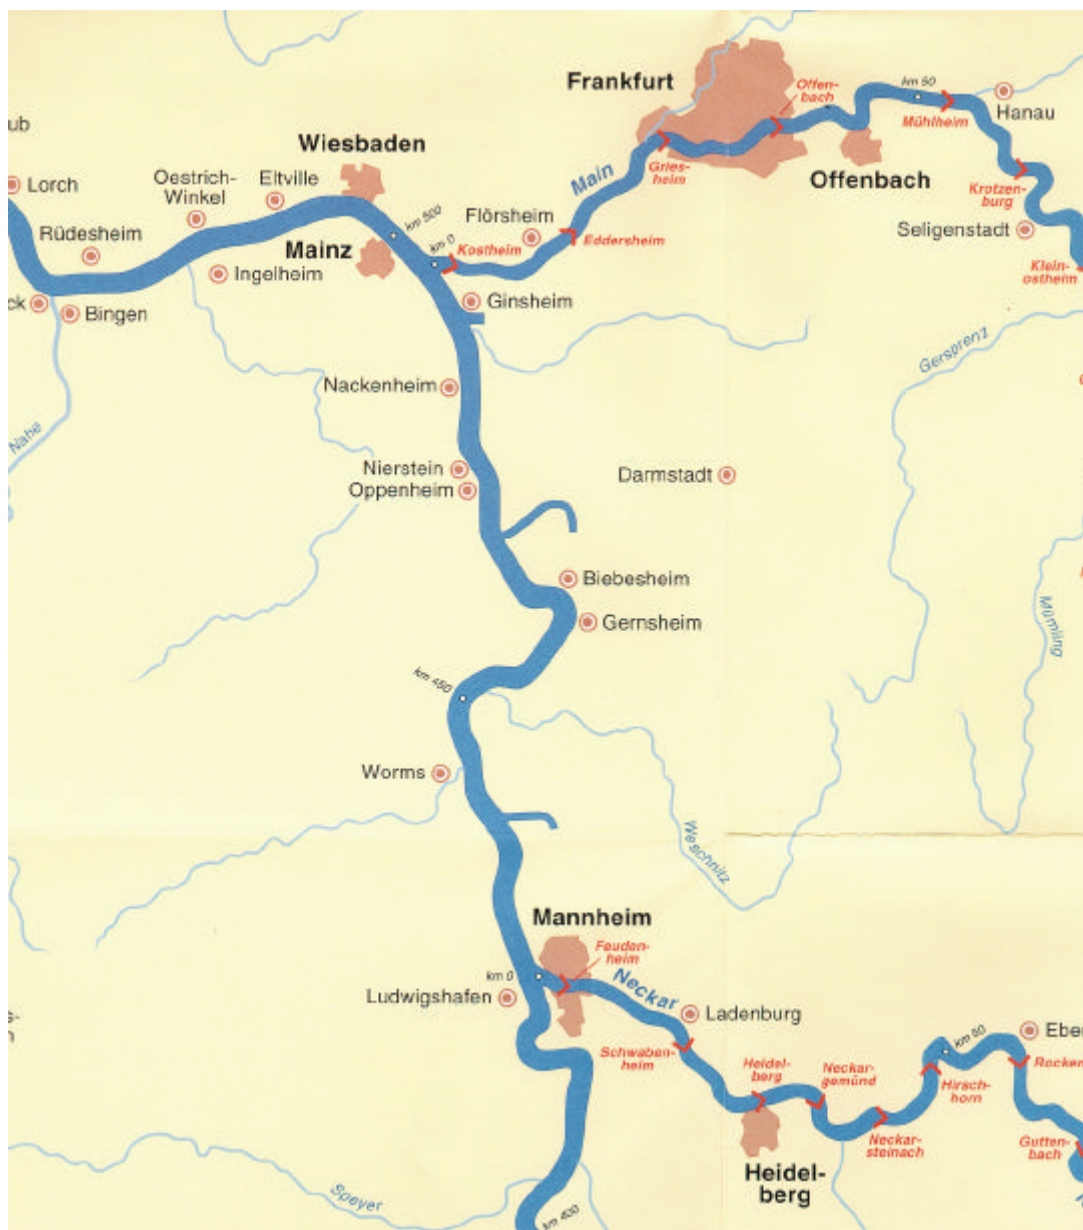 Frankfurt
Offen-
bach
km 50
Mühlheim
Hanau
Wiesbaden
Oestrich-
Winkel
Eltville
Lorch
Main
Gries-
heim
Offenbach
Krotzen-
burg
Rüdesheim
Mainz
km 500
km 0
Flörsheim
Kostheim
Eddersheim
Seligenstadt
Klein-
ostheim
Ingelheim
Bingen
Ginsheim
Gersprenz
Nackenheim
Nahe
Nierstein
Oppenheim
Darmstadt
Biebesheim
Gernsheim
Mümling
km 450
Worms
Weschnitz
Mannheim
Feuden-
heim
km 0
Ludwigshafen
Neckar
Ladenburg
Schwaben-
heim
Heidel-
berg
Neckar-
gemünd
km 50
Hirsch-
horn
Neckar-
steinach
Gutten-
bach
Heidel-
berg
Speyer
km 400